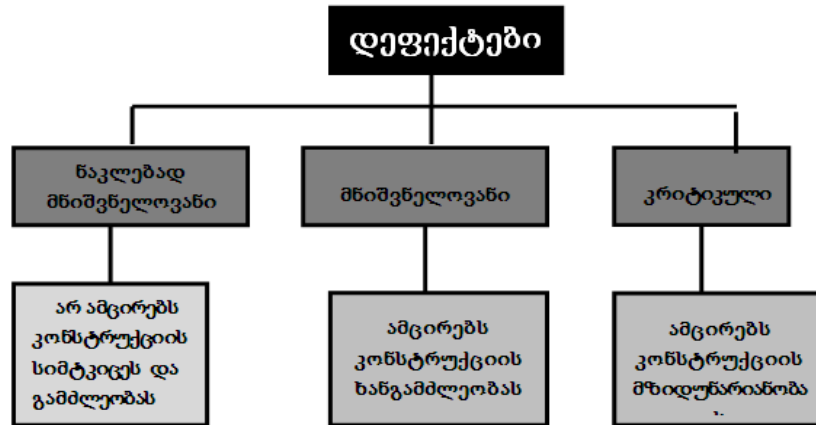 დეფექტები
ნაკლებად
მნიშვნელოვანი
მნიშვნელოვანი
კრიტიკული
არ ამცირებს
კონსტრუქციის
სიმტკიცეს და
გამძლეობას
ამცირებს
კონსტრუქციის
ხანგამძლეობას
ამცირებს
კონსტრუქციის
მზიდუნარიანობა